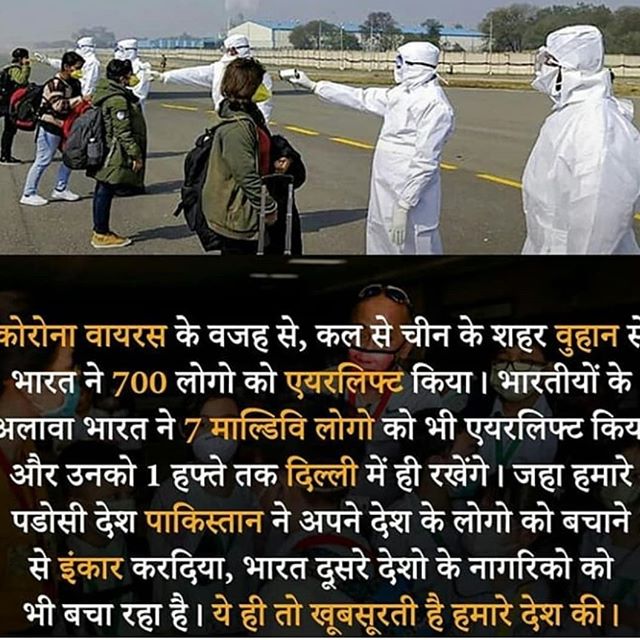 कोरोना वायरस के वजह से, कल से चीन के शहर वुहान से
भारत ने 700 लोगो को एयरलिफ्ट किया। भारतीयों के
अलावा भारत ने 7 माल्डिवि लोगो को भी एयरलिफ्ट किय
और उनको 1 हफ्ते तक दिल्ली में ही रखेंगे। जहा हमारे
पडोसी देश पाकिस्तान ने अपने देश के लोगो को बचाने
से इंकार करदिया, भारत दूसरे देशो के नागरिको को
भी बचा रहा है। ये ही तो खूबसूरती है हमारे देश की।